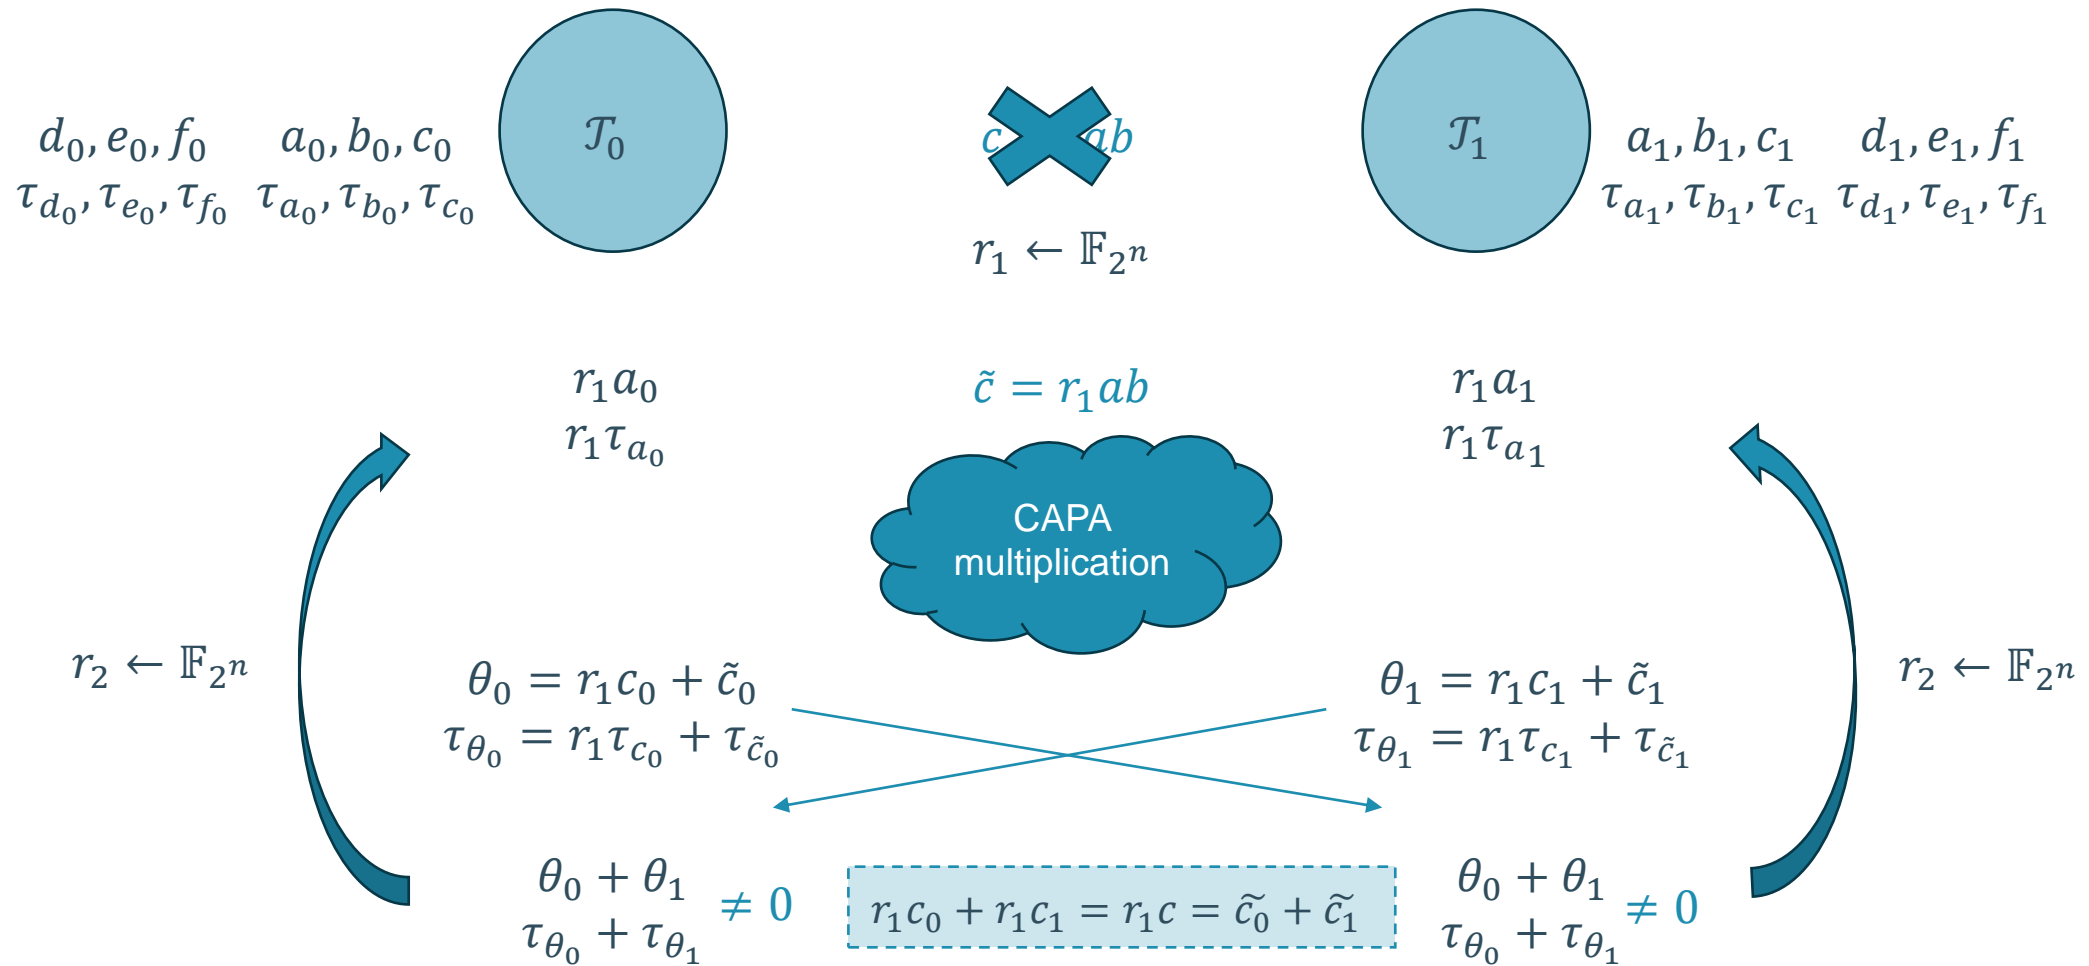 d₀, e₀, f₀
τ_{d₀}, τ_{e₀}, τ_{f₀}
a₀, b₀, c₀
τ_{a₀}, τ_{b₀}, τ_{c₀}
𝒯₀
c ab
𝒯₁
a₁, b₁, c₁
τ_{a₁}, τ_{b₁}, τ_{c₁}
d₁, e₁, f₁
τ_{d₁}, τ_{e₁}, τ_{f₁}
r₁ ← 𝔽_{2ⁿ}
r₁a₀
r₁τ_{a₀}
c̃ = r₁ab
r₁a₁
r₁τ_{a₁}
CAPA
multiplication
r₂ ← 𝔽_{2ⁿ}
θ₀ = r₁c₀ + c̃₀
τ_{θ₀} = r₁τ_{c₀} + τ_{c̃₀}
θ₁ = r₁c₁ + c̃₁
τ_{θ₁} = r₁τ_{c₁} + τ_{c̃₁}
r₂ ← 𝔽_{2ⁿ}
θ₀ + θ₁
τ_{θ₀} + τ_{θ₁}
≠ 0
r₁c₀ + r₁c₁ = r₁c = c̃₀ + c̃₁
θ₀ + θ₁
τ_{θ₀} + τ_{θ₁}
≠ 0